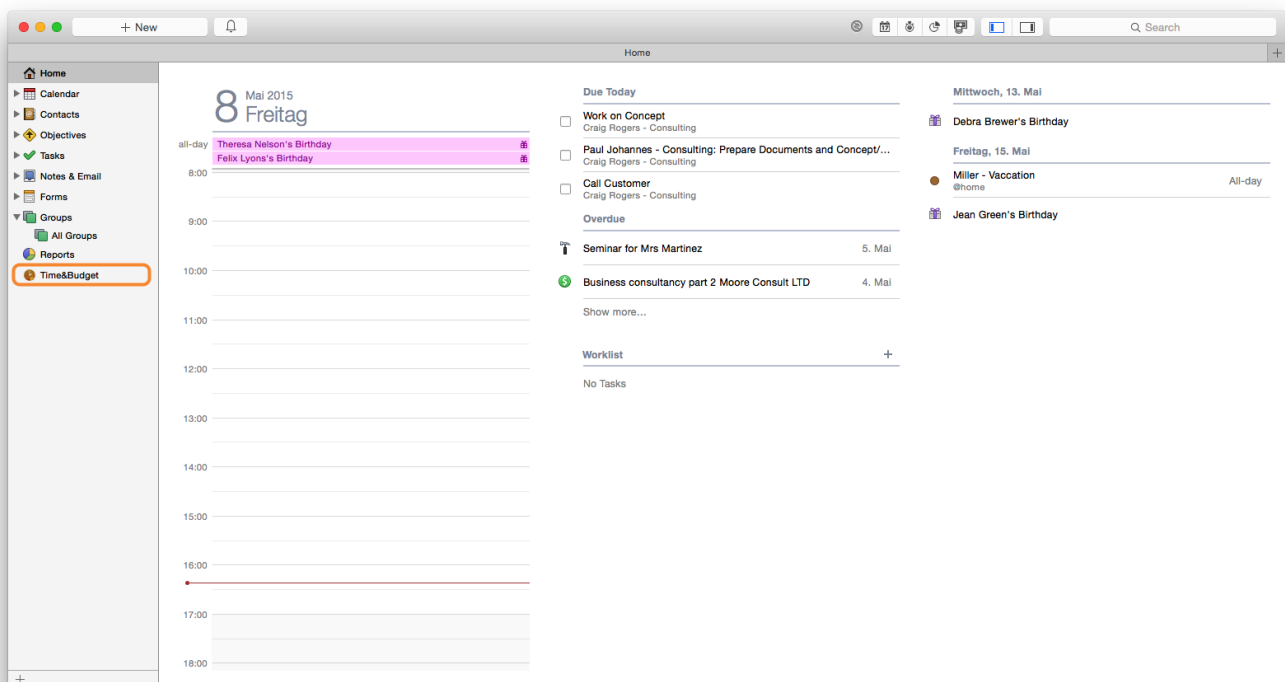 + New
Search
Home
Home
Calendar
Contacts
Objectives
Tasks
Notes & Email
Forms
Groups
All Groups
Reports
Time&Budget
8
Mai 2015
Freitag
all-day
Theresa Nelson's Birthday
Felix Lyons's Birthday
8:00
9:00
10:00
11:00
12:00
13:00
14:00
15:00
16:00
17:00
18:00
Due Today
Work on Concept
Craig Rogers - Consulting
Paul Johannes - Consulting: Prepare Documents and Concept/...
Craig Rogers - Consulting
Call Customer
Craig Rogers - Consulting
Overdue
Seminar for Mrs Martinez 5. Mai
Business consultancy part 2 Moore Consult LTD 4. Mai
Show more...
Worklist +
No Tasks
Mittwoch, 13. Mai
Debra Brewer's Birthday
Freitag, 15. Mai
Miller - Vaccation All-day
@home
Jean Green's Birthday